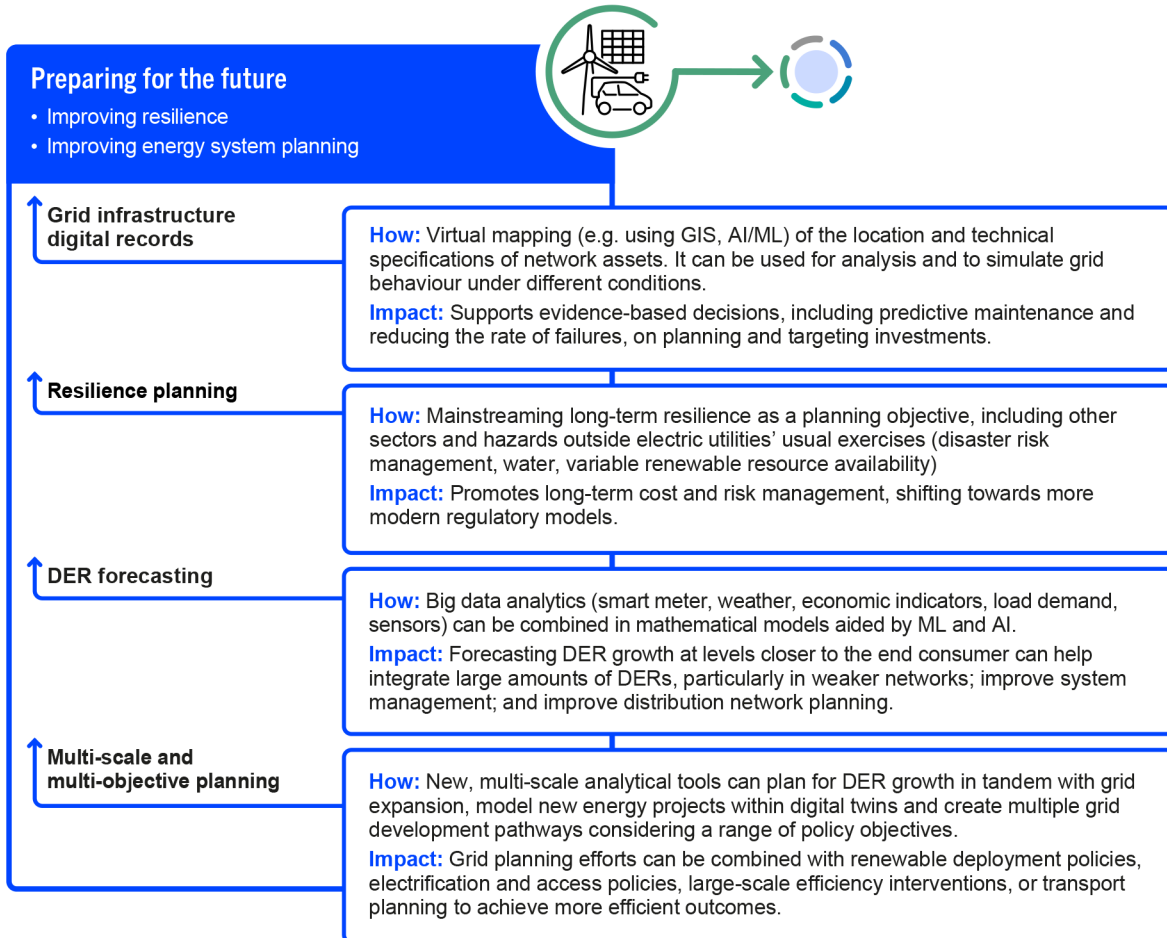 Preparing for the future
• Improving resilience
• Improving energy system planning
Grid infrastructure
digital records
How: Virtual mapping (e.g. using GIS, AI/ML) of the location and technical
specifications of network assets. It can be used for analysis and to simulate grid
behaviour under different conditions.
Impact: Supports evidence-based decisions, including predictive maintenance and
reducing the rate of failures, on planning and targeting investments.
Resilience planning
How: Mainstreaming long-term resilience as a planning objective, including other
sectors and hazards outside electric utilities’ usual exercises (disaster risk
management, water, variable renewable resource availability)
Impact: Promotes long-term cost and risk management, shifting towards more
modern regulatory models.
DER forecasting
How: Big data analytics (smart meter, weather, economic indicators, load demand,
sensors) can be combined in mathematical models aided by ML and AI.
Impact: Forecasting DER growth at levels closer to the end consumer can help
integrate large amounts of DERs, particularly in weaker networks; improve system
management; and improve distribution network planning.
Multi-scale and
multi-objective planning
How: New, multi-scale analytical tools can plan for DER growth in tandem with grid
expansion, model new energy projects within digital twins and create multiple grid
development pathways considering a range of policy objectives.
Impact: Grid planning efforts can be combined with renewable deployment policies,
electrification and access policies, large-scale efficiency interventions, or transport
planning to achieve more efficient outcomes.